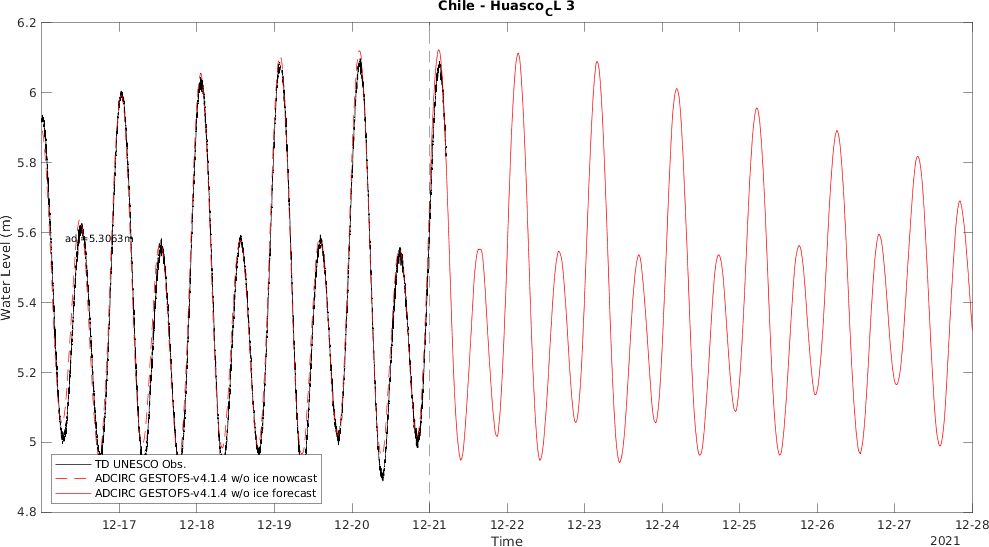 Chile - Huasco_CL 3
6.2
6
5.8
5.6
5.4
5.2
5
4.8
Water Level (m)
adj=5.3063m
TD UNESCO Obs.
ADCIRC GESTOFS-v4.1.4 w/o ice nowcast
ADCIRC GESTOFS-v4.1.4 w/o ice forecast
12-17 12-18 12-19 12-20 12-21 12-22 12-23 12-24 12-25 12-26 12-27 12-28
Time
2021